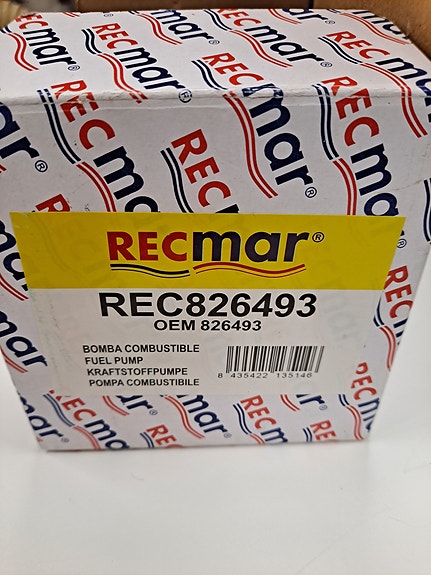 RECmar®
REC826493
OEM 826493
BOMBA COMBUSTIBLE
FUEL PUMP
KRAFTSTOFFPUMPE
POMPA COMBUSTIBILE
8 435422 135146